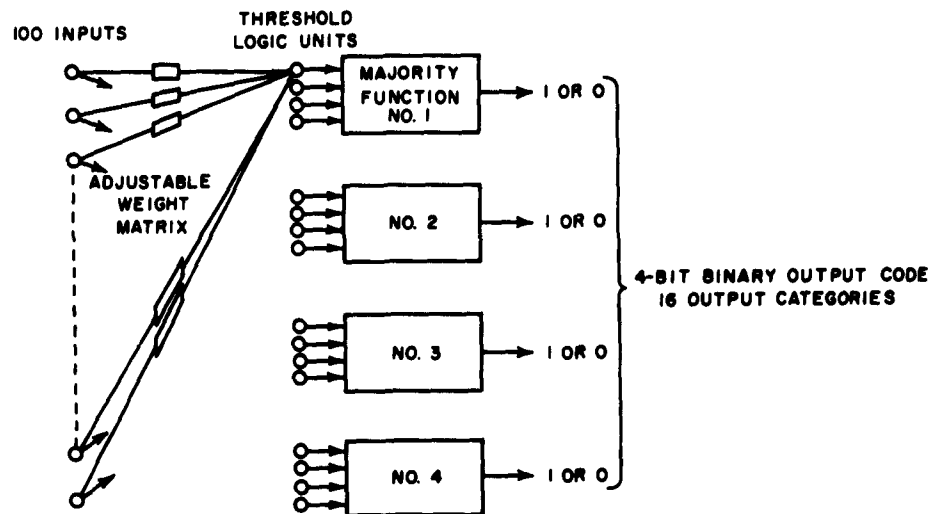 100 INPUTS
THRESHOLD
LOGIC UNITS
MAJORITY
FUNCTION
NO. 1
1 OR 0
ADJUSTABLE
WEIGHT
MATRIX
NO. 2
1 OR 0
4-BIT BINARY OUTPUT CODE
16 OUTPUT CATEGORIES
NO. 3
1 OR 0
NO. 4
1 OR 0